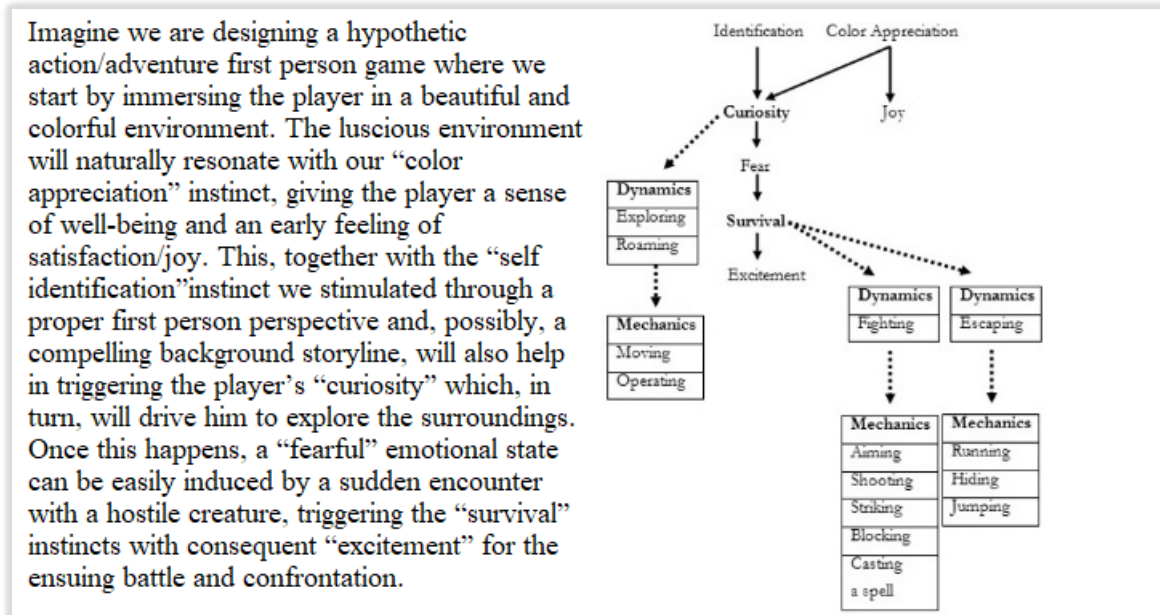 Imagine we are designing a hypothetic
action/adventure first person game where we
start by immersing the player in a beautiful and
colorful environment. The luscious environment
will naturally resonate with our “color
appreciation” instinct, giving the player a sense
of well-being and an early feeling of
satisfaction/joy. This, together with the “self
identification”instinct we stimulated through a
proper first person perspective and, possibly, a
compelling background storyline, will also help
in triggering the player’s “curiosity” which, in
turn, will drive him to explore the surroundings.
Once this happens, a “fearful” emotional state
can be easily induced by a sudden encounter
with a hostile creature, triggering the “survival”
instincts with consequent “excitement” for the
ensuing battle and confrontation.
Identification
Color Appreciation
Curiosity
Joy
Fear
Dynamics
Exploring
Roaming
Survival
Excitement
Mechanics
Moving
Operating
Dynamics
Fighting
Dynamics
Escaping
Mechanics
Aiming
Shooting
Striking
Blocking
Casting
a spell
Mechanics
Running
Hiding
Jumping